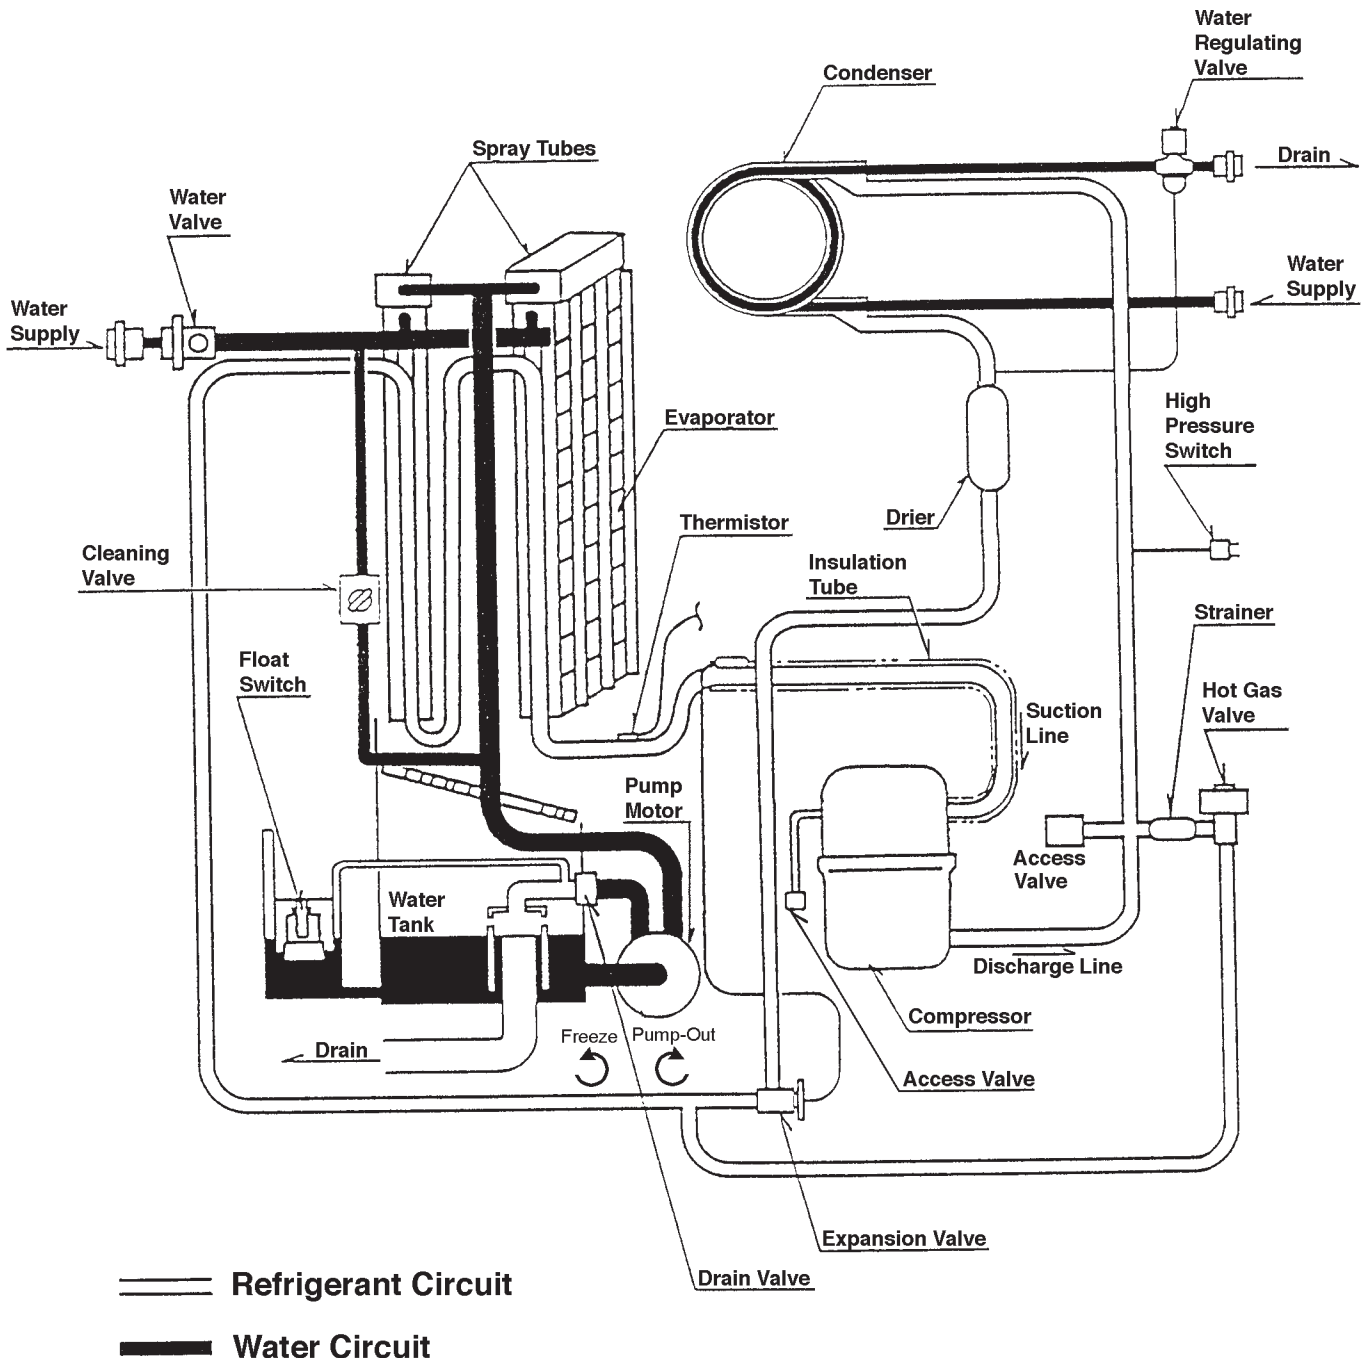 Water
Regulating
Valve
Condenser
Drain
Spray Tubes
Water
Valve
Water
Supply
Water
Supply
High
Pressure
Switch
Evaporator
Thermistor
Drier
Cleaning
Valve
Insulation
Tube
Strainer
Float
Switch
Hot Gas
Valve
Suction
Line
Pump
Motor
Access
Valve
Water
Tank
Discharge Line
Compressor
Freeze
Pump-Out
Drain
Access Valve
Expansion Valve
Drain Valve
Refrigerant Circuit
Water Circuit